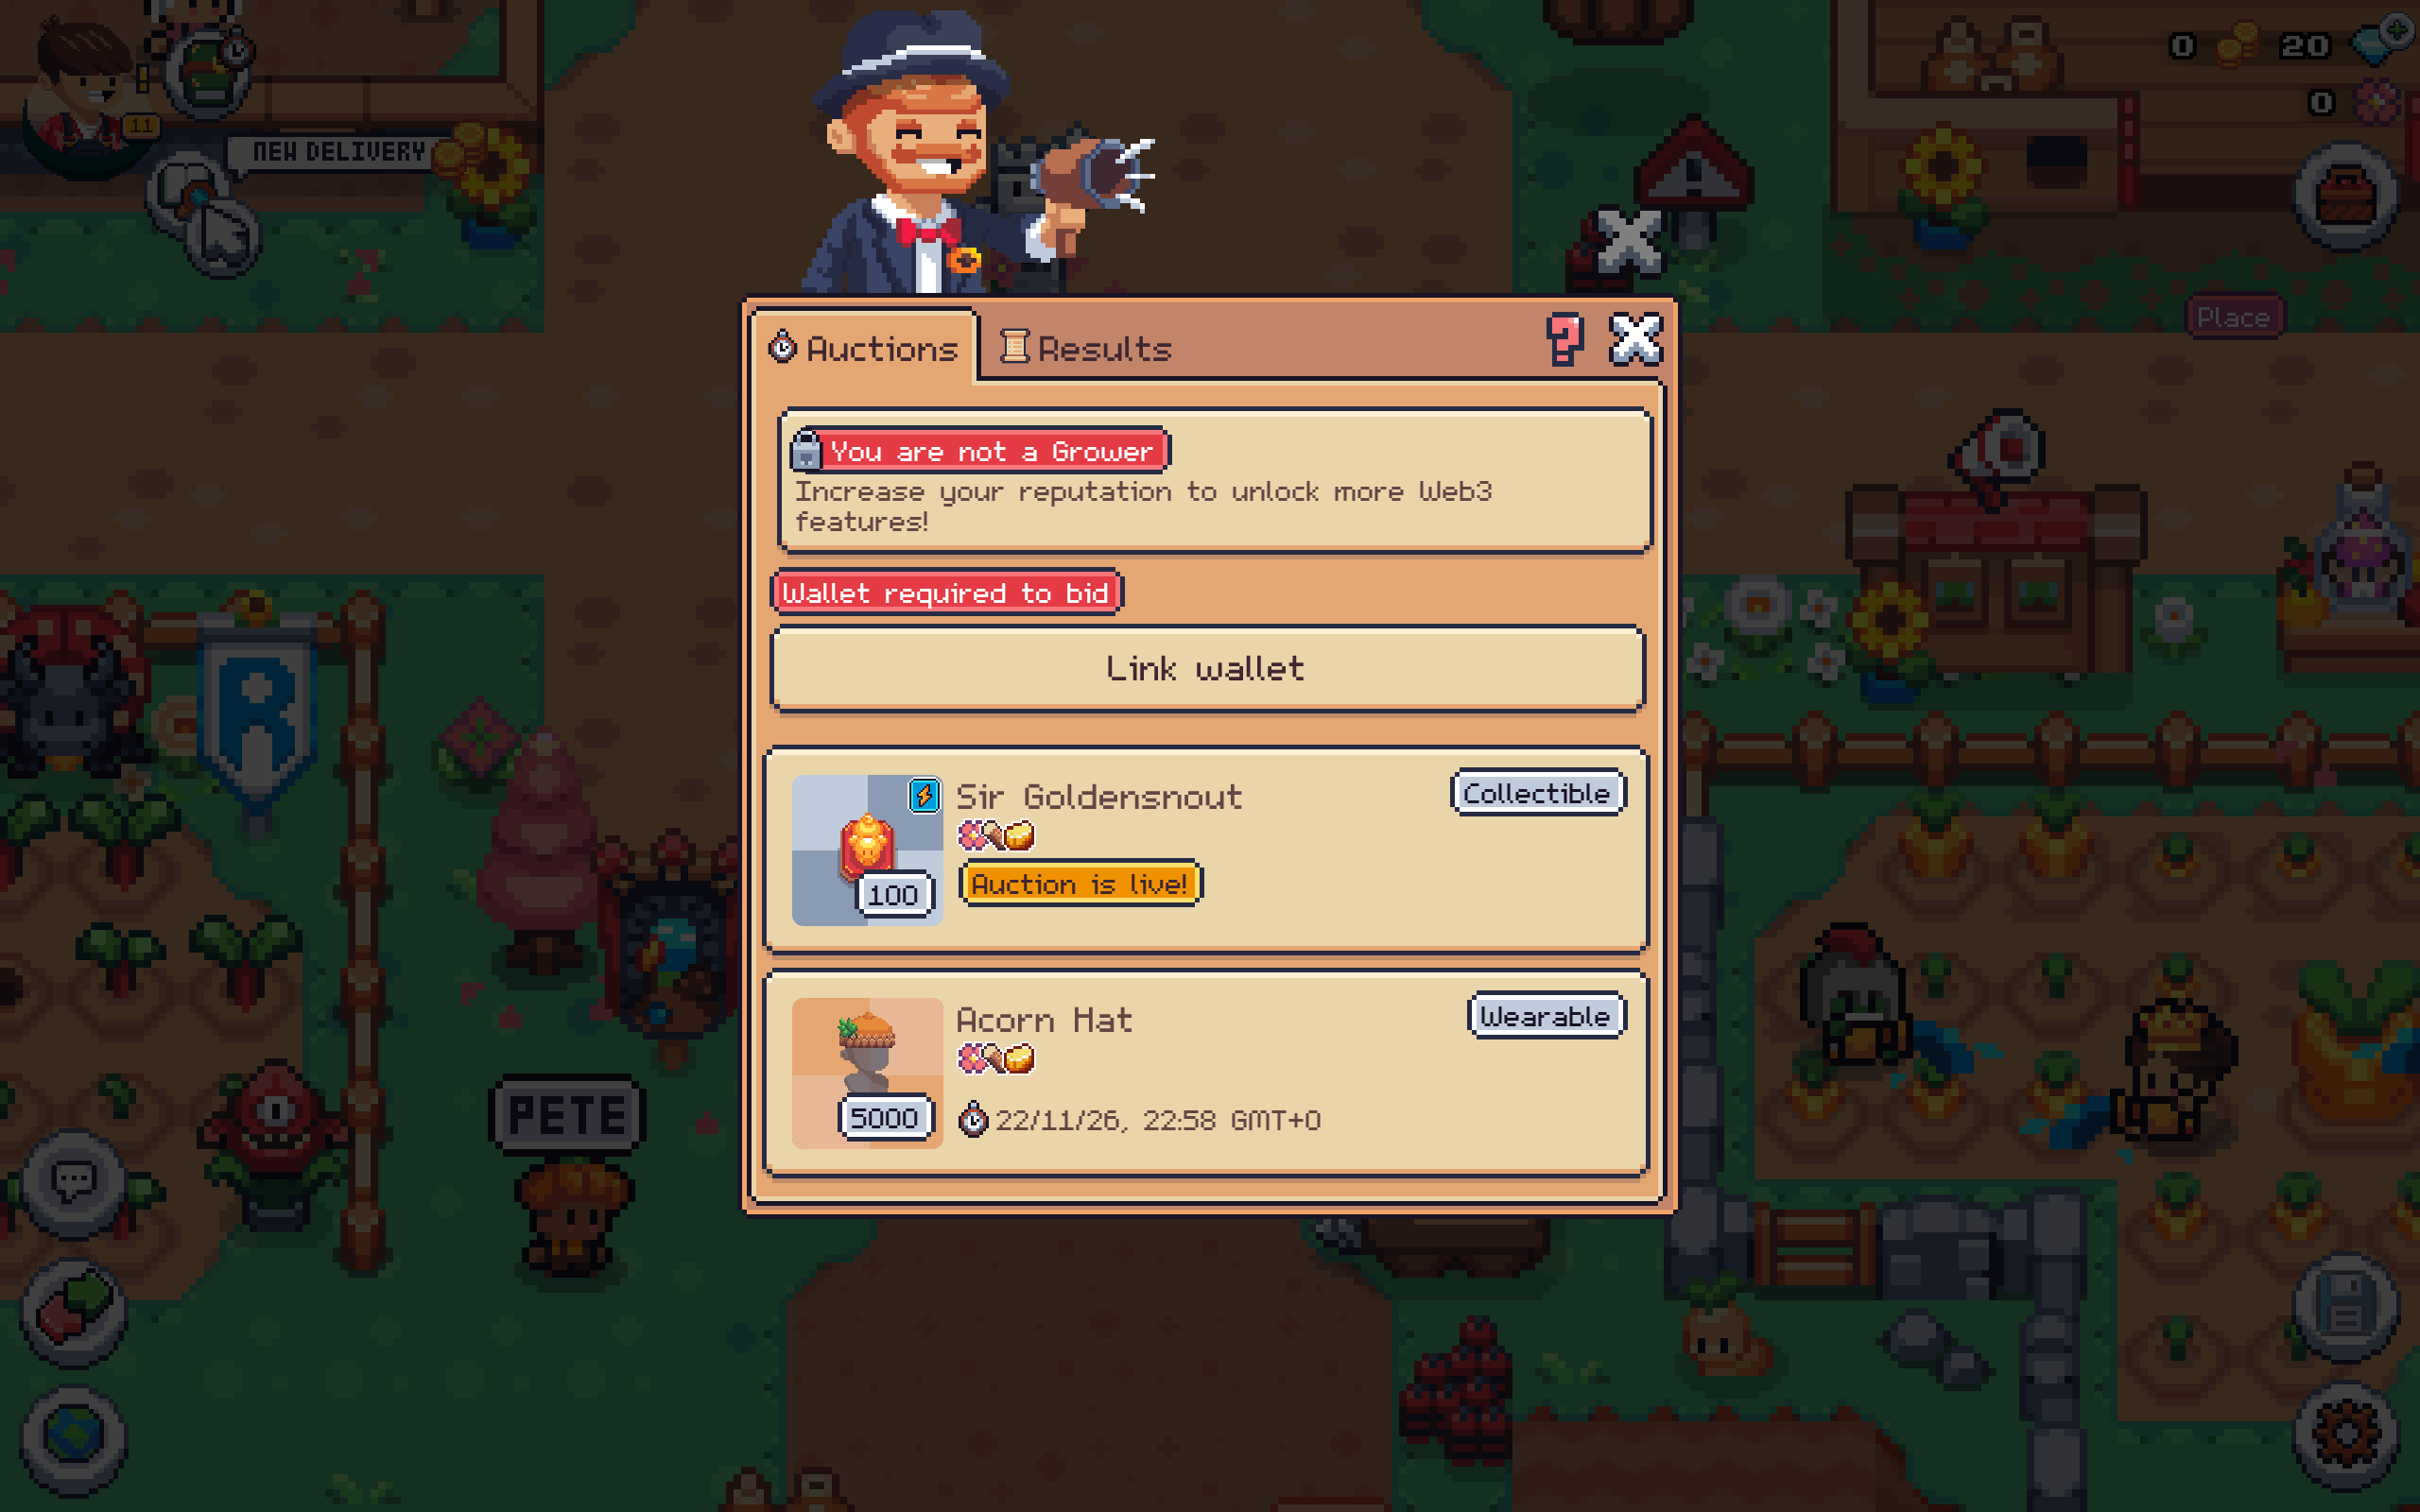 11
NEW DELIVERY
0
20
0
Place
Auctions
Results
You are not a Grower
Increase your reputation to unlock more Web3
features!
Wallet required to bid
Link wallet
Sir Goldensnout
Collectible
100
Auction is live!
Acorn Hat
Wearable
5000
22/11/26, 22:58 GMT+0
R
PETE